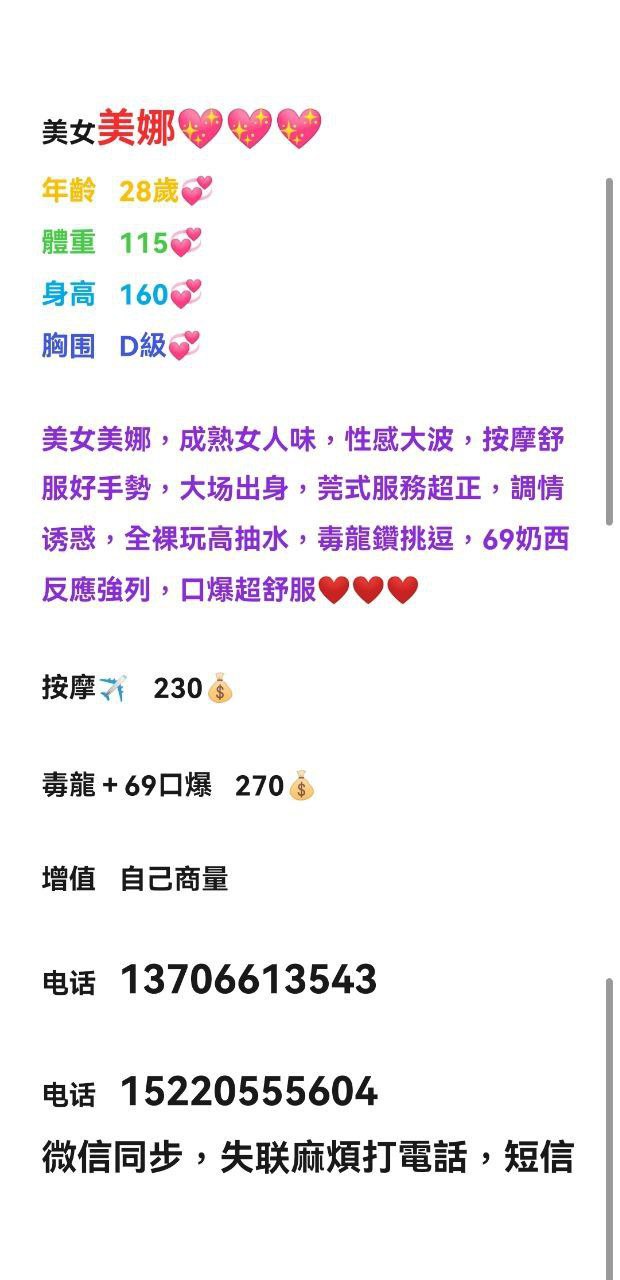 美女美娜💖💖💖
年齡 28歲💞
體重 115💞
身高 160💞
胸围 D級💞
美女美娜，成熟女人味，性感大波，按摩舒
服好手勢，大场出身，莞式服務超正，調情
诱惑，全裸玩高抽水，毒龍鑽挑逗，69奶西
反應強列，口爆超舒服❤️❤️❤️
按摩✈️ 230💰
毒龍+69口爆 270💰
增值 自己商量
电话 13706613543
电话 15220555604
微信同步，失联麻煩打電話，短信